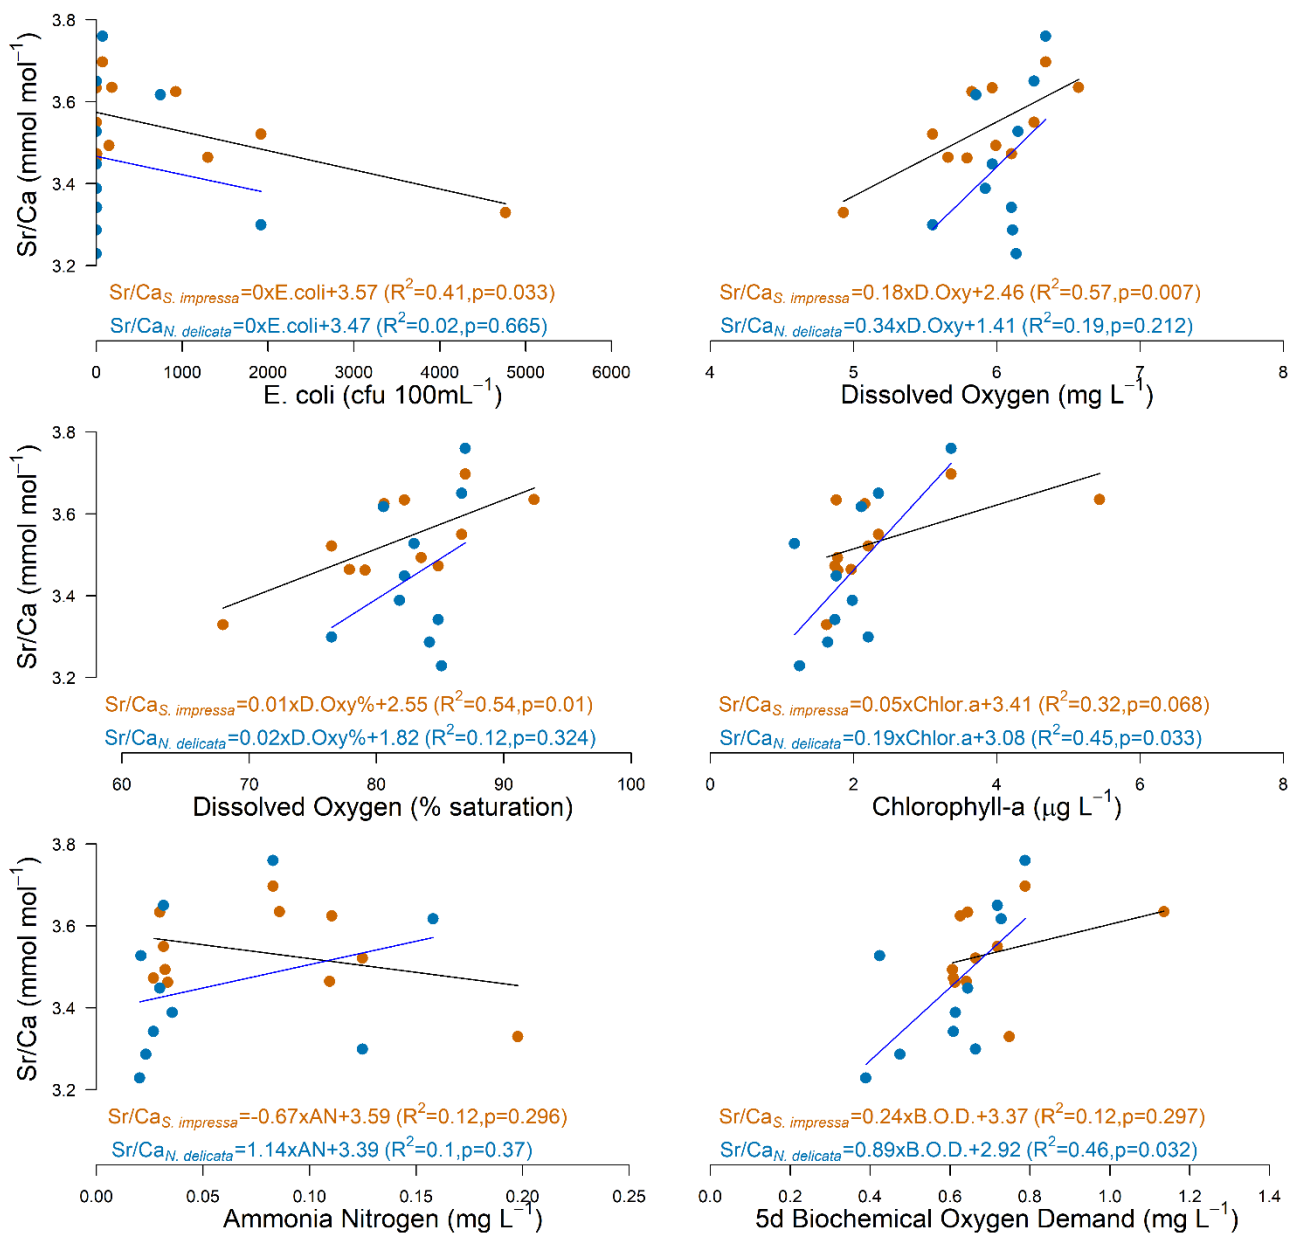 3.8
3.6
3.4
3.2
Sr/Ca (mmol mol⁻¹)
Sr/Ca_S. impressa=0xE.coli+3.57 (R²=0.41,p=0.033)
Sr/Ca_N. delicata=0xE.coli+3.47 (R²=0.02,p=0.665)
0 1000 2000 3000 4000 5000 6000
E. coli (cfu 100mL⁻¹)
Sr/Ca_S. impressa=0.18xD.Oxy+2.46 (R²=0.57,p=0.007)
Sr/Ca_N. delicata=0.34xD.Oxy+1.41 (R²=0.19,p=0.212)
4 5 6 7 8
Dissolved Oxygen (mg L⁻¹)
3.8
3.6
3.4
3.2
Sr/Ca (mmol mol⁻¹)
Sr/Ca_S. impressa=0.01xD.Oxy%+2.55 (R²=0.54,p=0.01)
Sr/Ca_N. delicata=0.02xD.Oxy%+1.82 (R²=0.12,p=0.324)
60 70 80 90 100
Dissolved Oxygen (% saturation)
Sr/Ca_S. impressa=0.05xChlor.a+3.41 (R²=0.32,p=0.068)
Sr/Ca_N. delicata=0.19xChlor.a+3.08 (R²=0.45,p=0.033)
0 2 4 6 8
Chlorophyll-a (μg L⁻¹)
3.8
3.6
3.4
3.2
Sr/Ca (mmol mol⁻¹)
Sr/Ca_S. impressa=-0.67xAN+3.59 (R²=0.12,p=0.296)
Sr/Ca_N. delicata=1.14xAN+3.39 (R²=0.1,p=0.37)
0.00 0.05 0.10 0.15 0.20 0.25
Ammonia Nitrogen (mg L⁻¹)
Sr/Ca_S. impressa=0.24xB.O.D.+3.37 (R²=0.12,p=0.297)
Sr/Ca_N. delicata=0.89xB.O.D.+2.92 (R²=0.46,p=0.032)
0.0 0.2 0.4 0.6 0.8 1.0 1.2 1.4
5d Biochemical Oxygen Demand (mg L⁻¹)